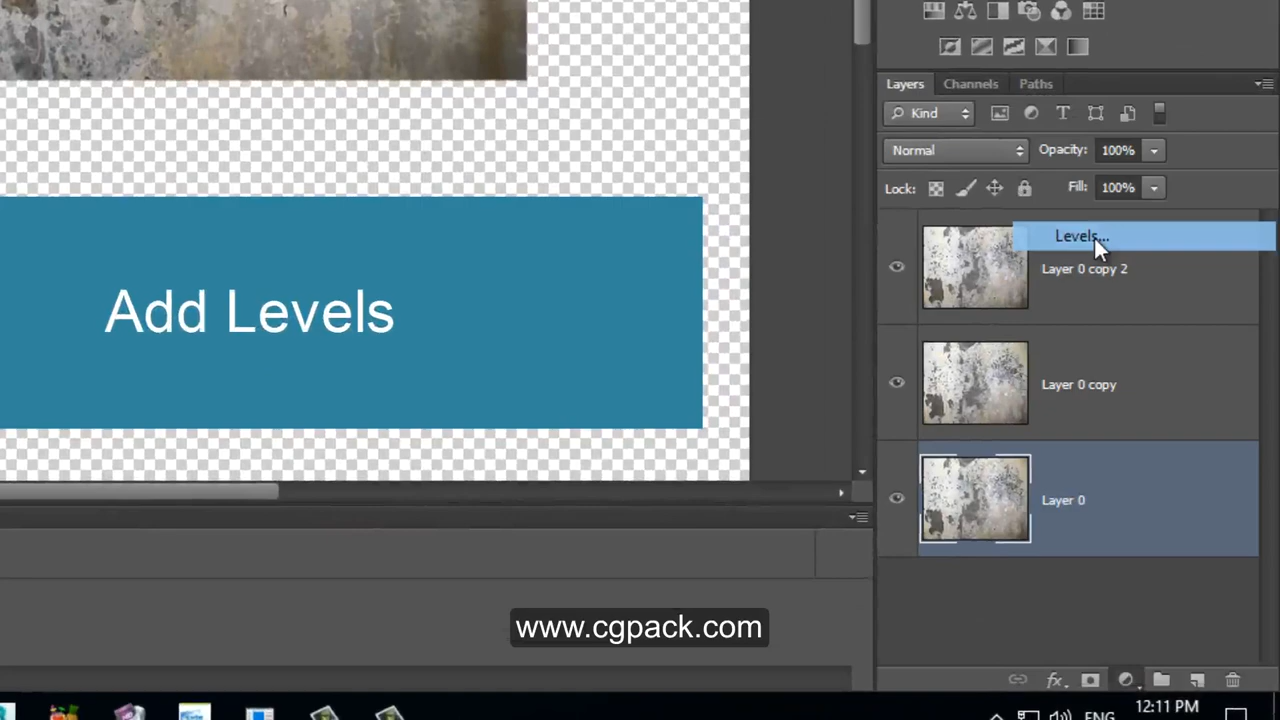 Layers Channels Paths
Kind
Normal Opacity: 100%
Lock: Fill: 100%
Levels...
Layer 0 copy 2
Add Levels
Layer 0 copy
Layer 0
www.cgpack.com
fx
12:11 PM
ENG